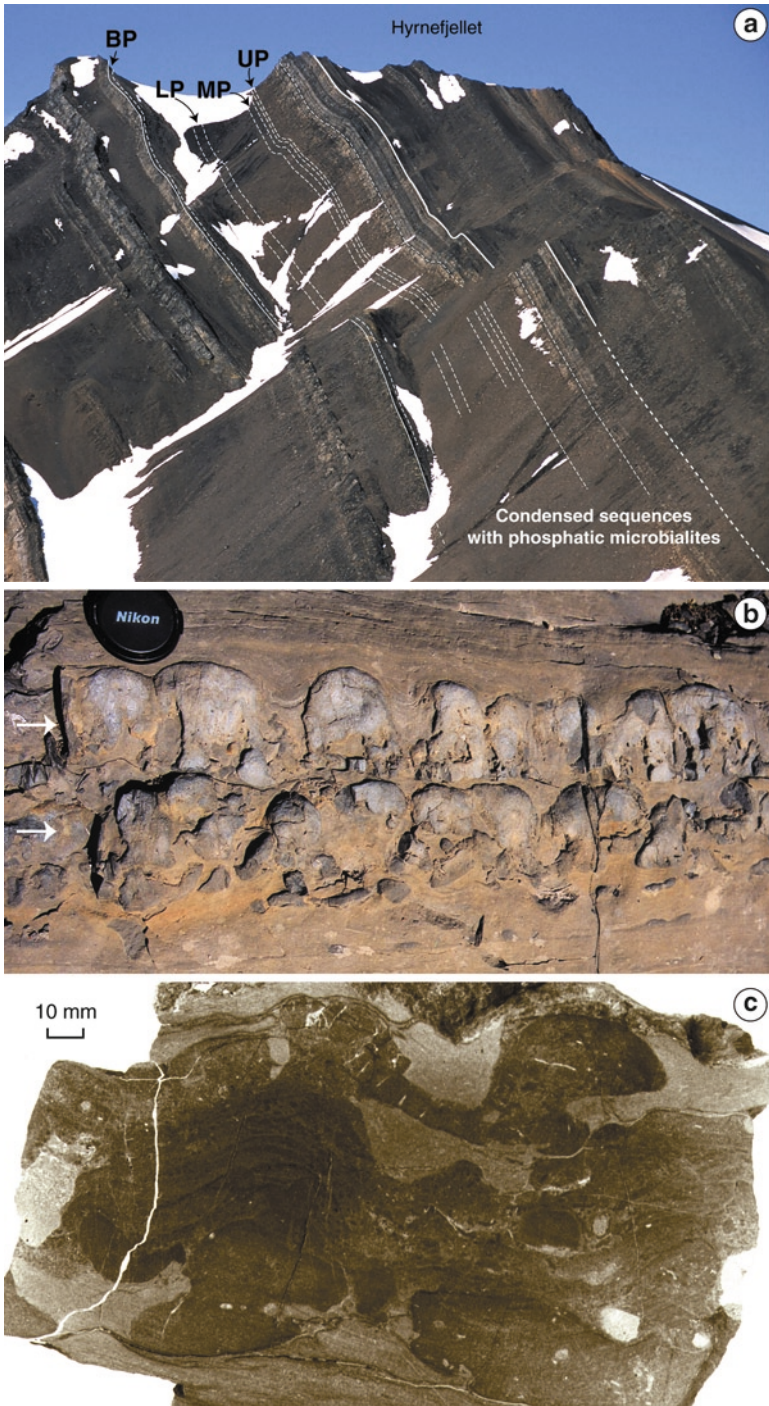 Hyrnefjellet
a
BP
UP
LP
MP
Condensed sequences
with phosphatic microbialites
b
Nikon
c
10 mm